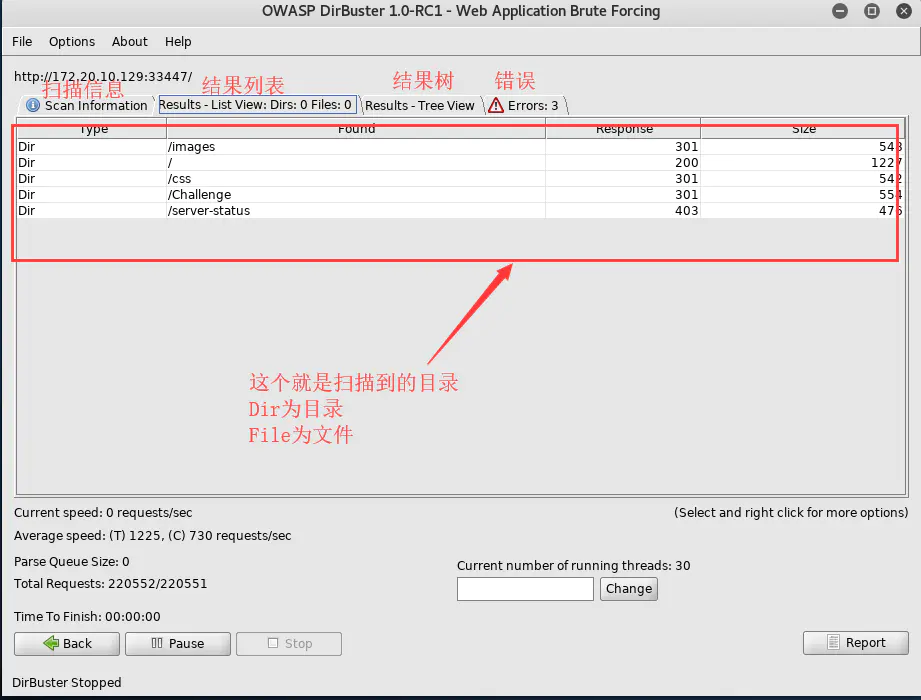 OWASP DirBuster 1.0-RC1 - Web Application Brute Forcing
File Options About Help
http://172.20.10.129:33447/
扫描信息 结果列表 结果树 错误
Scan Information Results - List View: Dirs: 0 Files: 0 Results - Tree View Errors: 3
Type Found Response Size
Dir /images 301 548
Dir / 200 1227
Dir /css 301 542
Dir /Challenge 301 554
Dir /server-status 403 476
这个就是扫描到的目录
Dir为目录
File为文件
Current speed: 0 requests/sec (Select and right click for more options)
Average speed: (T) 1225, (C) 730 requests/sec
Parse Queue Size: 0
Current number of running threads: 30
Total Requests: 220552/220551
Change
Time To Finish: 00:00:00
Back Pause Stop Report
DirBuster Stopped